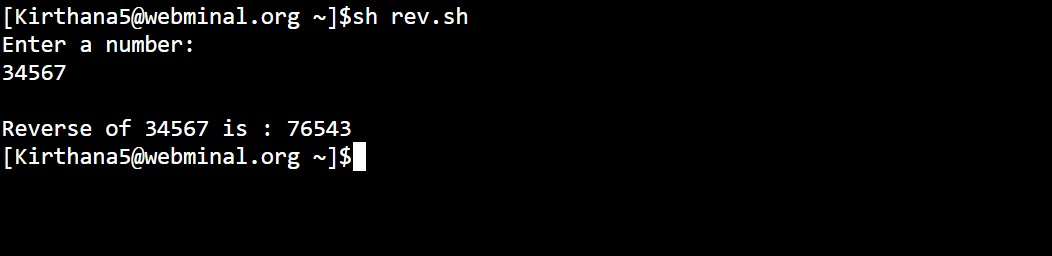 [Kirthana5@webminal.org ~]$sh rev.sh
Enter a number:
34567
Reverse of 34567 is : 76543
[Kirthana5@webminal.org ~]$